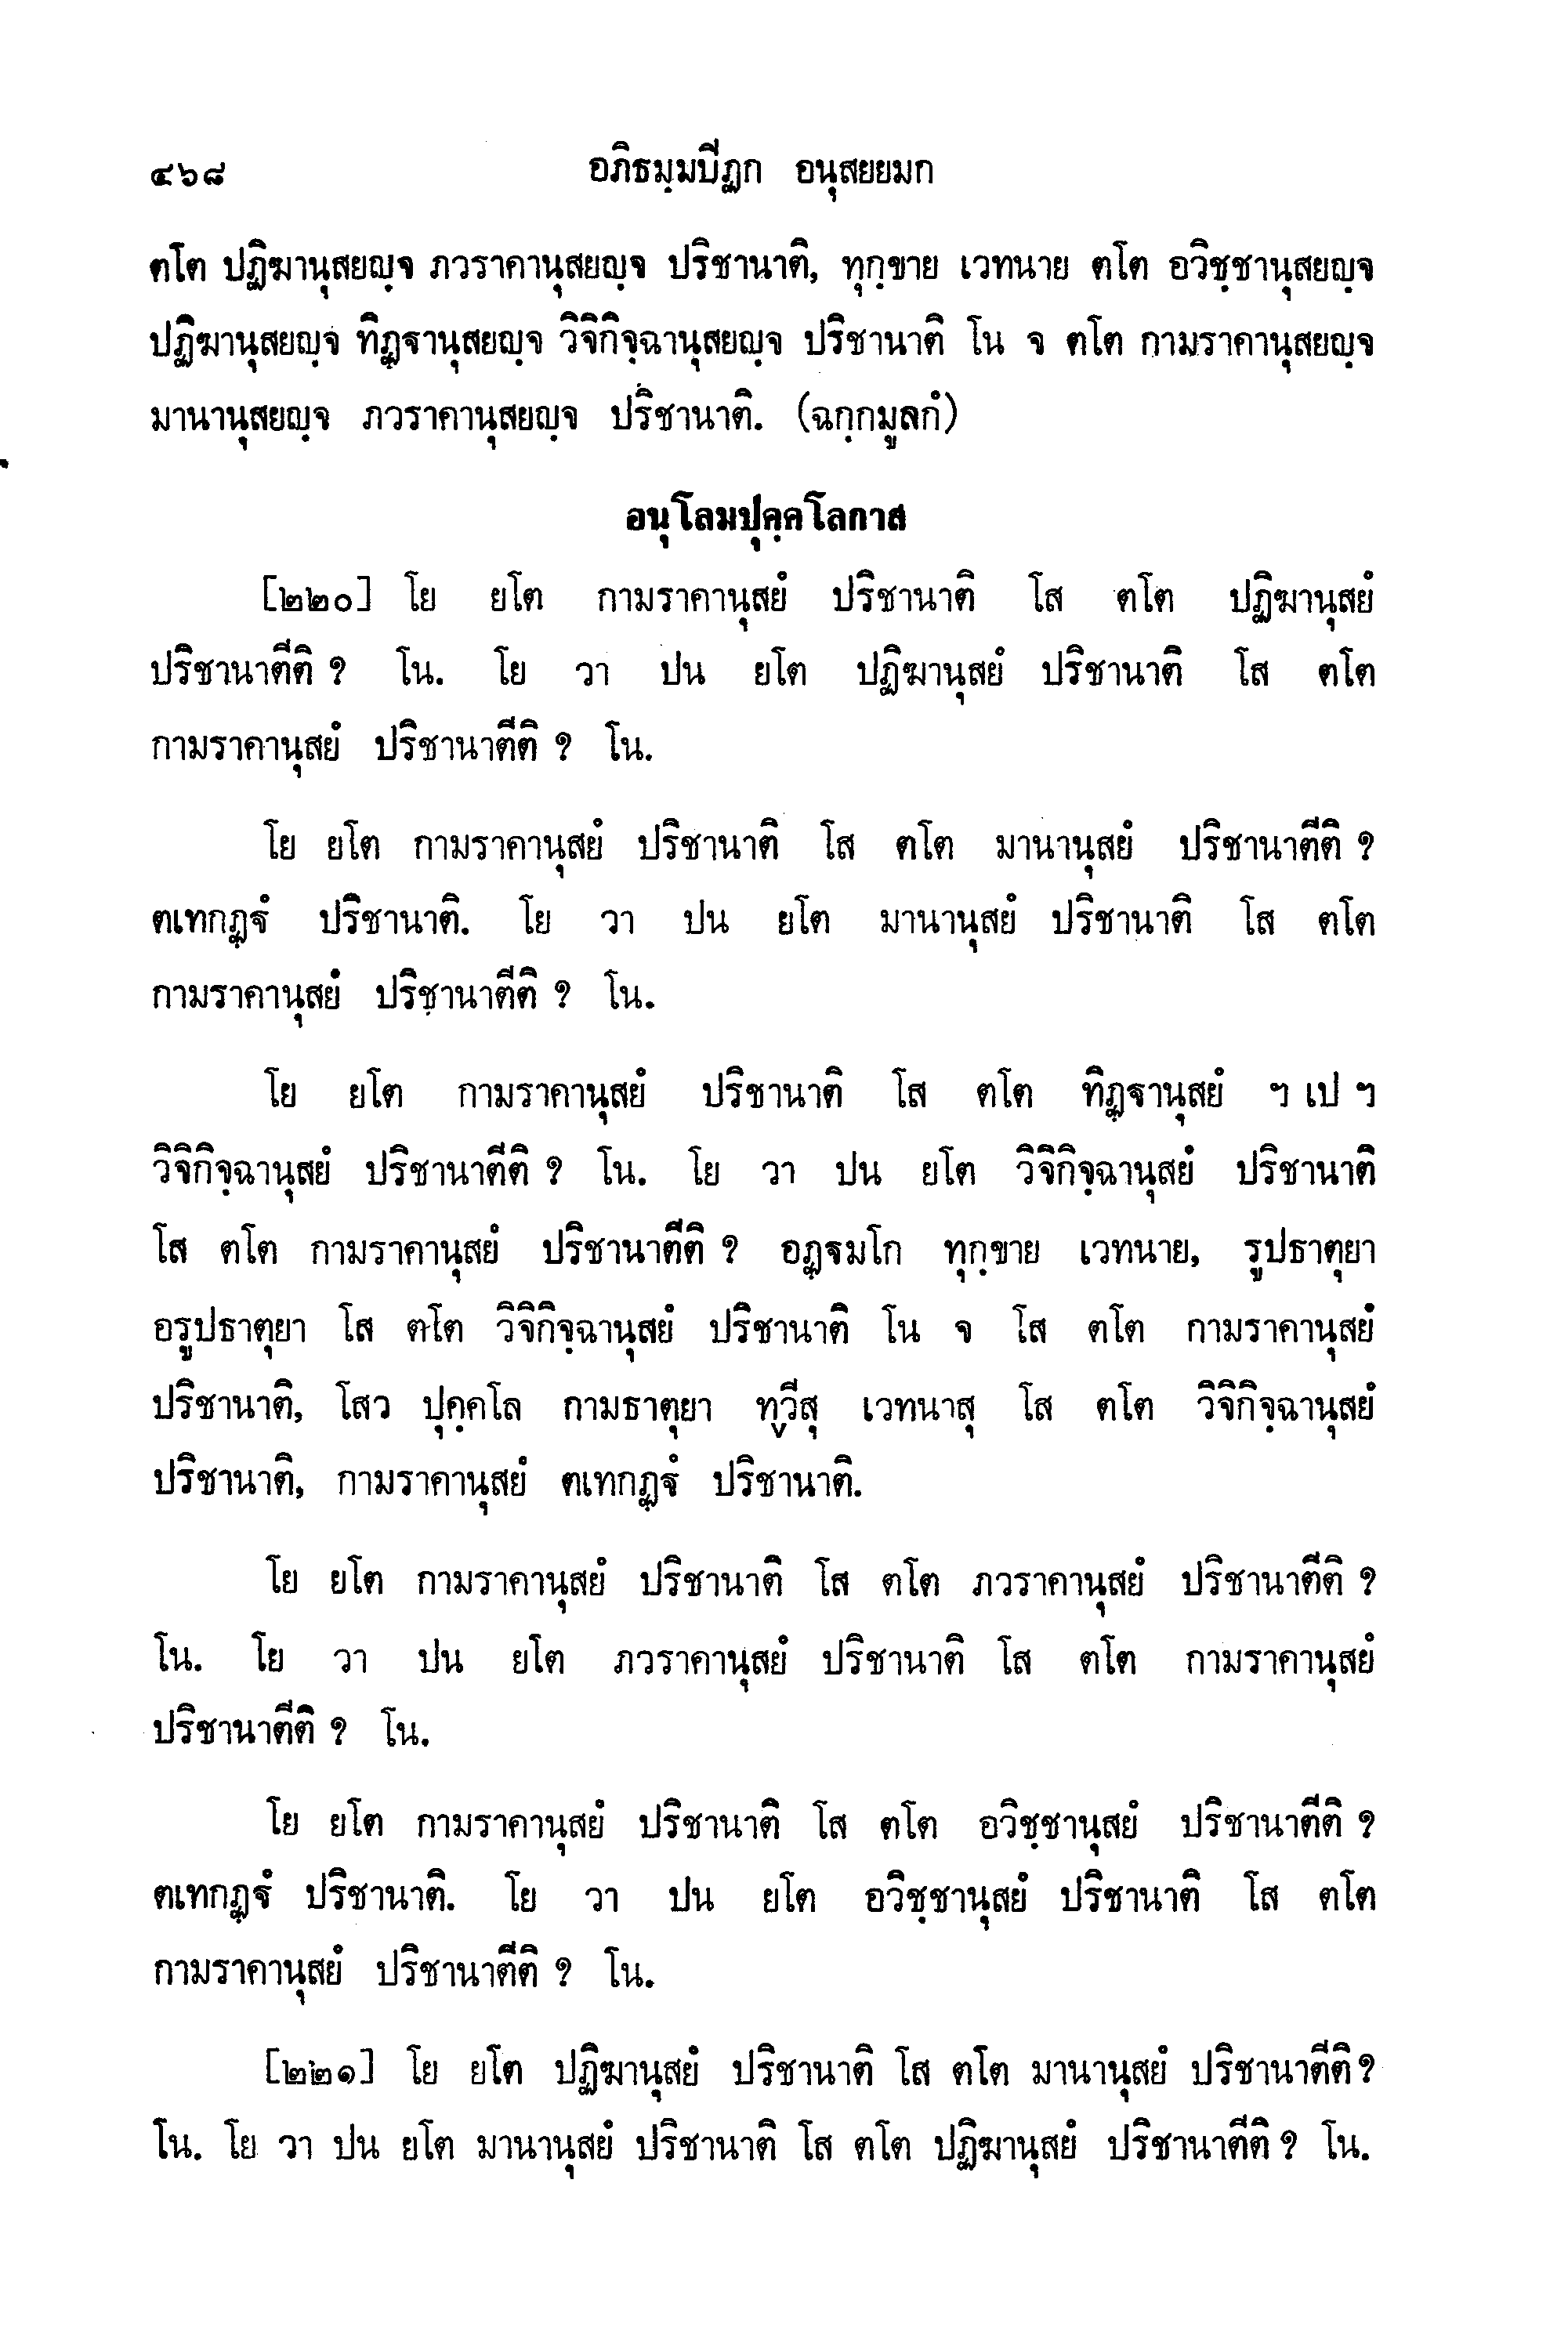 ๔๖๘ อภิธมฺมปีฏก อนุสยยมก
ตโต ปฏิฆานุสยญฺจ ภวราคานุสยญฺจ ปริชานาติ, ทุกฺขาย เวทนาย ตโต อวิชฺชานุสยญฺจ
ปฏิฆานุสยญฺจ ทิฏฺฐานุสยญฺจ วิจิกิจฺฉานุสยญฺจ ปริชานาติ โน จ ตโต กามราคานุสยญฺจ
มานานุสยญฺจ ภวราคานุสยญฺจ ปริชานาติ. (ฉกฺกมูลกํ)
อนุโลมปุคฺคโลกาส
[๒๒๐] โย ยโต กามราคานุสยํ ปริชานาติ โส ตโต ปฏิฆานุสยํ
ปริชานาตีติ ? โน. โย วา ปน ยโต ปฏิฆานุสยํ ปริชานาติ โส ตโต
กามราคานุสยํ ปริชานาตีติ ? โน.
โย ยโต กามราคานุสยํ ปริชานาติ โส ตโต มานานุสยํ ปริชานาตีติ ?
ตเทกฏฺฐํ ปริชานาติ. โย วา ปน ยโต มานานุสยํ ปริชานาติ โส ตโต
กามราคานุสยํ ปริชานาตีติ ? โน.
โย ยโต กามราคานุสยํ ปริชานาติ โส ตโต ทิฏฺฐานุสยํ ฯ เป ฯ
วิจิกิจฺฉานุสยํ ปริชานาตีติ ? โน. โย วา ปน ยโต วิจิกิจฺฉานุสยํ ปริชานาติ
โส ตโต กามราคานุสยํ ปริชานาตีติ ? อฏฺฐมโก ทุกฺขาย เวทนาย, รูปธาตุยา
อรูปธาตุยา โส ตโต วิจิกิจฺฉานุสยํ ปริชานาติ โน จ โส ตโต กามราคานุสยํ
ปริชานาติ, โสว ปุคฺคโล กามธาตุยา ทฺวีสุ เวทนาสุ โส ตโต วิจิกิจฺฉานุสยํ
ปริชานาติ, กามราคานุสยํ ตเทกฏฺฐํ ปริชานาติ.
โย ยโต กามราคานุสยํ ปริชานาติ โส ตโต ภวราคานุสยํ ปริชานาตีติ ?
โน. โย วา ปน ยโต ภวราคานุสยํ ปริชานาติ โส ตโต กามราคานุสยํ
ปริชานาตีติ ? โน.
โย ยโต กามราคานุสยํ ปริชานาติ โส ตโต อวิชฺชานุสยํ ปริชานาตีติ ?
ตเทกฏฺฐํ ปริชานาติ. โย วา ปน ยโต อวิชฺชานุสยํ ปริชานาติ โส ตโต
กามราคานุสยํ ปริชานาตีติ ? โน.
[๒๒๑] โย ยโต ปฏิฆานุสยํ ปริชานาติ โส ตโต มานานุสยํ ปริชานาตีติ ?
โน. โย วา ปน ยโต มานานุสยํ ปริชานาติ โส ตโต ปฏิฆานุสยํ ปริชานาตีติ ? โน.